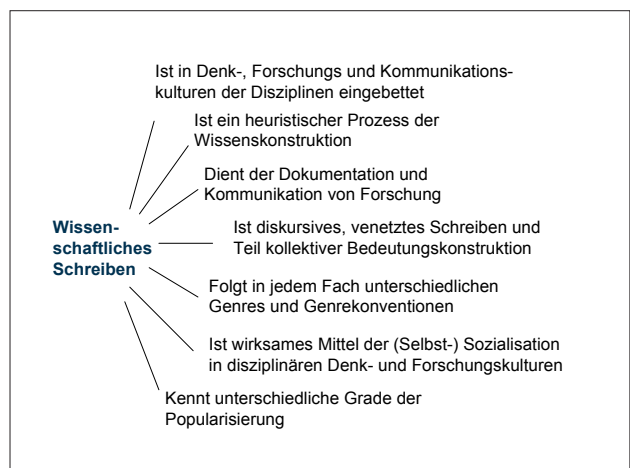 Ist in Denk-, Forschungs und Kommunikations-
kulturen der Disziplinen eingebettet
Ist ein heuristischer Prozess der
Wissenskonstruktion
Dient der Dokumentation und
Kommunikation von Forschung
Wissen-
schaftliches
Schreiben
Ist diskursives, venetztes Schreiben und
Teil kollektiver Bedeutungskonstruktion
Folgt in jedem Fach unterschiedlichen
Genres und Genrekonventionen
Ist wirksames Mittel der (Selbst-) Sozialisation
in disziplinären Denk- und Forschungskulturen
Kennt unterschiedliche Grade der
Popularisierung